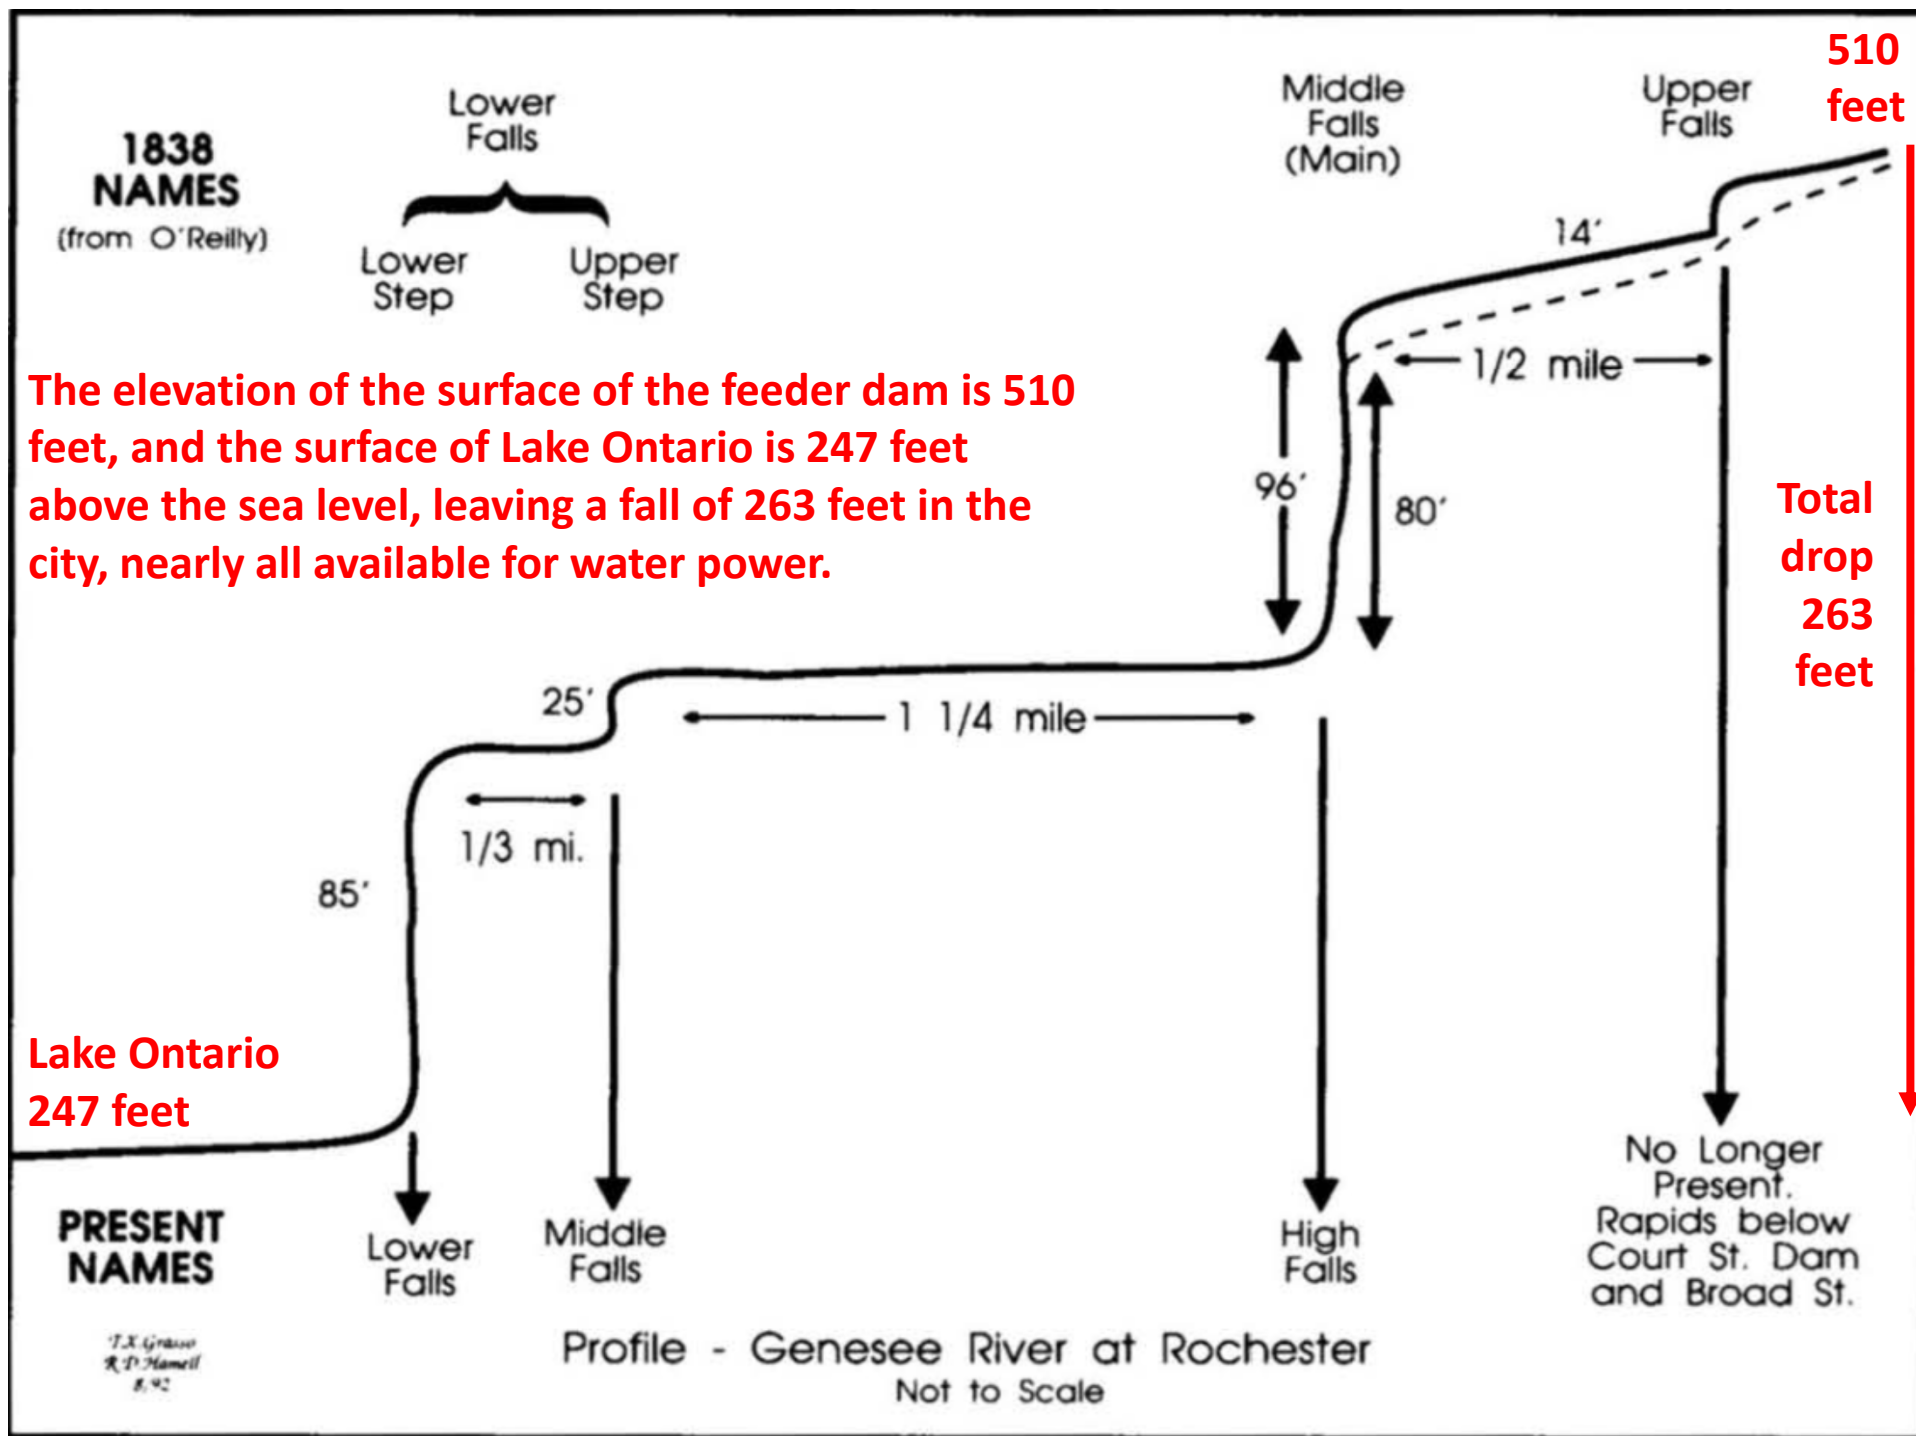 1838
NAMES
(from O'Reilly)
Lower
Falls
Lower
Step
Upper
Step
Middle
Falls
(Main)
Upper
Falls
510
feet
14'
1/2 mile
The elevation of the surface of the feeder dam is 510
feet, and the surface of Lake Ontario is 247 feet
above the sea level, leaving a fall of 263 feet in the
city, nearly all available for water power.
96'
80'
Total
drop
263
feet
25'
1 1/4 mile
1/3 mi.
85'
Lake Ontario
247 feet
PRESENT
NAMES
Lower
Falls
Middle
Falls
High
Falls
No Longer
Present.
Rapids below
Court St. Dam
and Broad St.
T.X.Grasso
R.D.Hamell
8/92
Profile - Genesee River at Rochester
Not to Scale